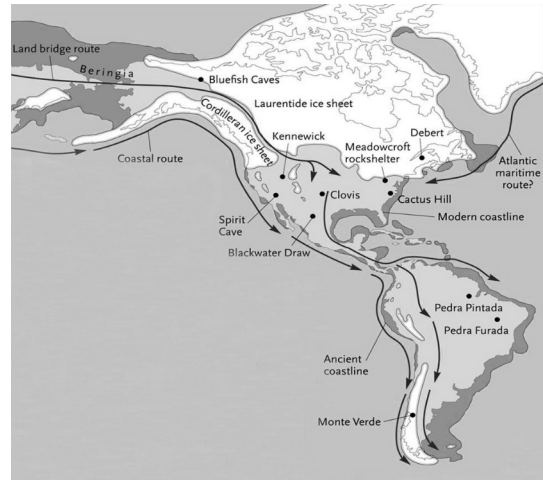 Land bridge route
Beringia
Bluefish Caves
Laurentide ice sheet
Cordilleran ice sheet
Kennewick
Debert
Meadowcroft
rockshelter
Coastal route
Atlantic
maritime
route?
Clovis
Cactus Hill
Modern coastline
Spirit
Cave
Blackwater Draw
Pedra Pintada
Pedra Furada
Ancient
coastline
Monte Verde